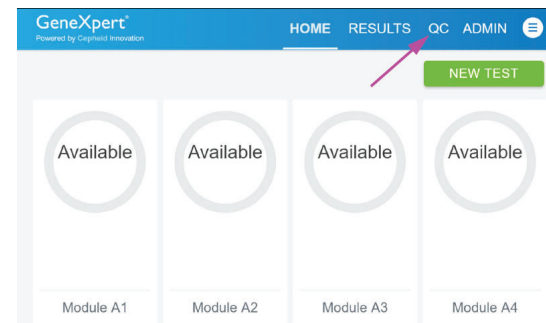 GeneXpert®
Powered by Cepheid Innovation
HOME RESULTS QC ADMIN
NEW TEST
Available Available Available Available
Module A1 Module A2 Module A3 Module A4